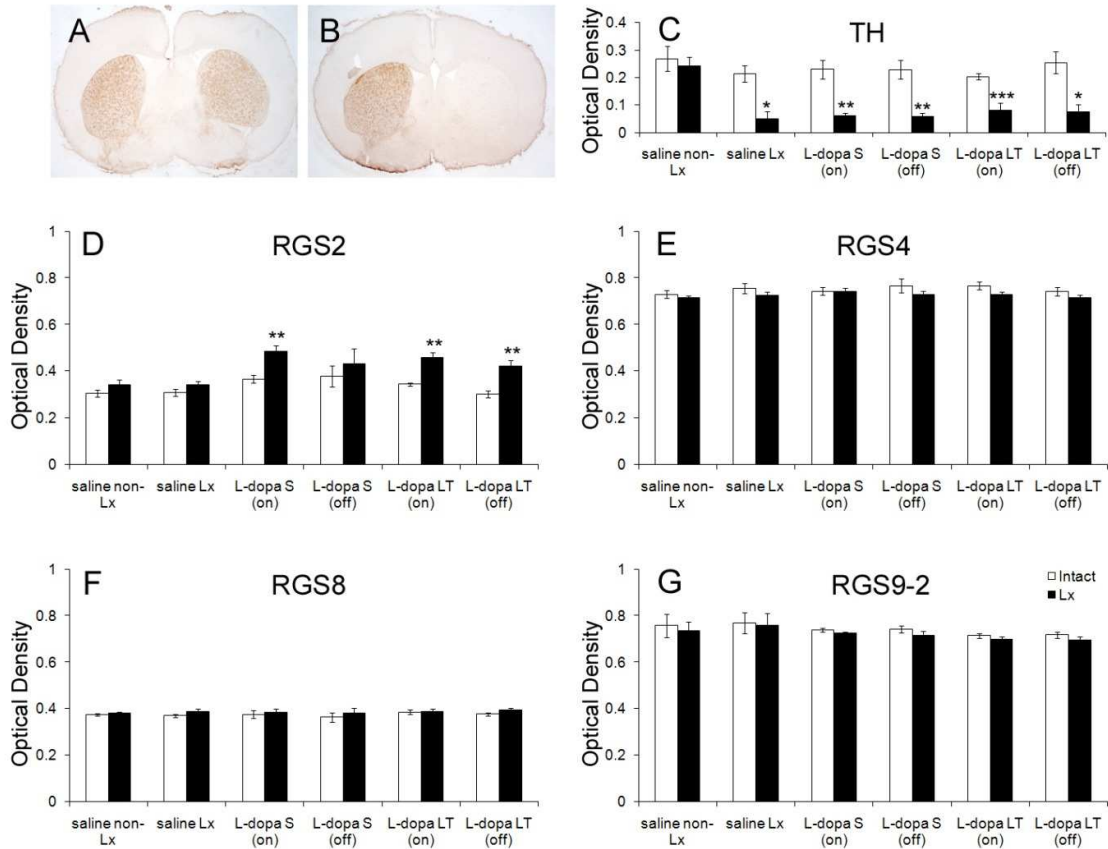 A
B
C
TH
Optical Density
0.4
0.3
0.2
0.1
0
*
**
**
***
*
saline non-
Lx
saline Lx
L-dopa S
(on)
L-dopa S
(off)
L-dopa LT
(on)
L-dopa LT
(off)
D
RGS2
Optical Density
1
0.8
0.6
0.4
0.2
0
**
**
**
saline non-
Lx
saline Lx
L-dopa S
(on)
L-dopa S
(off)
L-dopa LT
(on)
L-dopa LT
(off)
E
RGS4
Optical Density
1
0.8
0.6
0.4
0.2
0
saline non-
Lx
saline Lx
L-dopa S
(on)
L-dopa S
(off)
L-dopa LT
(on)
L-dopa LT
(off)
F
RGS8
Optical Density
1
0.8
0.6
0.4
0.2
0
saline non-
Lx
saline Lx
L-dopa S
(on)
L-dopa S
(off)
L-dopa LT
(on)
L-dopa LT
(off)
G
RGS9-2
Intact
Lx
Optical Density
1
0.8
0.6
0.4
0.2
0
saline non-
Lx
saline Lx
L-dopa S
(on)
L-dopa S
(off)
L-dopa LT
(on)
L-dopa LT
(off)